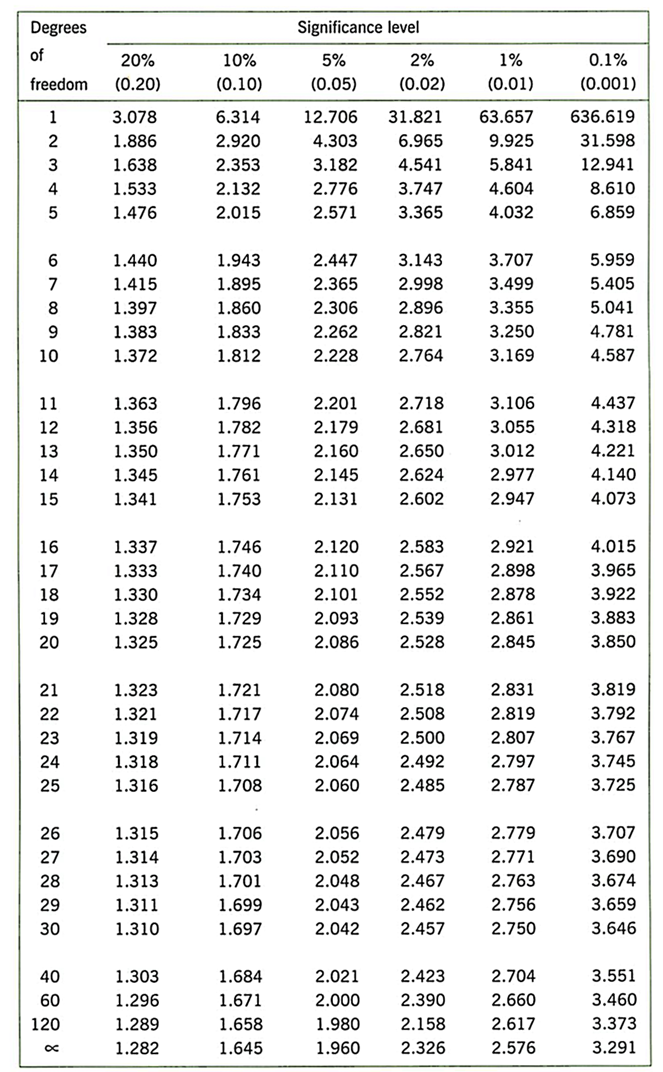 Degrees Significance level
of 20% 10% 5% 2% 1% 0.1%
freedom (0.20) (0.10) (0.05) (0.02) (0.01) (0.001)
1 3.078 6.314 12.706 31.821 63.657 636.619
2 1.886 2.920 4.303 6.965 9.925 31.598
3 1.638 2.353 3.182 4.541 5.841 12.941
4 1.533 2.132 2.776 3.747 4.604 8.610
5 1.476 2.015 2.571 3.365 4.032 6.859
6 1.440 1.943 2.447 3.143 3.707 5.959
7 1.415 1.895 2.365 2.998 3.499 5.405
8 1.397 1.860 2.306 2.896 3.355 5.041
9 1.383 1.833 2.262 2.821 3.250 4.781
10 1.372 1.812 2.228 2.764 3.169 4.587
11 1.363 1.796 2.201 2.718 3.106 4.437
12 1.356 1.782 2.179 2.681 3.055 4.318
13 1.350 1.771 2.160 2.650 3.012 4.221
14 1.345 1.761 2.145 2.624 2.977 4.140
15 1.341 1.753 2.131 2.602 2.947 4.073
16 1.337 1.746 2.120 2.583 2.921 4.015
17 1.333 1.740 2.110 2.567 2.898 3.965
18 1.330 1.734 2.101 2.552 2.878 3.922
19 1.328 1.729 2.093 2.539 2.861 3.883
20 1.325 1.725 2.086 2.528 2.845 3.850
21 1.323 1.721 2.080 2.518 2.831 3.819
22 1.321 1.717 2.074 2.508 2.819 3.792
23 1.319 1.714 2.069 2.500 2.807 3.767
24 1.318 1.711 2.064 2.492 2.797 3.745
25 1.316 1.708 2.060 2.485 2.787 3.725
26 1.315 1.706 2.056 2.479 2.779 3.707
27 1.314 1.703 2.052 2.473 2.771 3.690
28 1.313 1.701 2.048 2.467 2.763 3.674
29 1.311 1.699 2.043 2.462 2.756 3.659
30 1.310 1.697 2.042 2.457 2.750 3.646
40 1.303 1.684 2.021 2.423 2.704 3.551
60 1.296 1.671 2.000 2.390 2.660 3.460
120 1.289 1.658 1.980 2.158 2.617 3.373
∝ 1.282 1.645 1.960 2.326 2.576 3.291